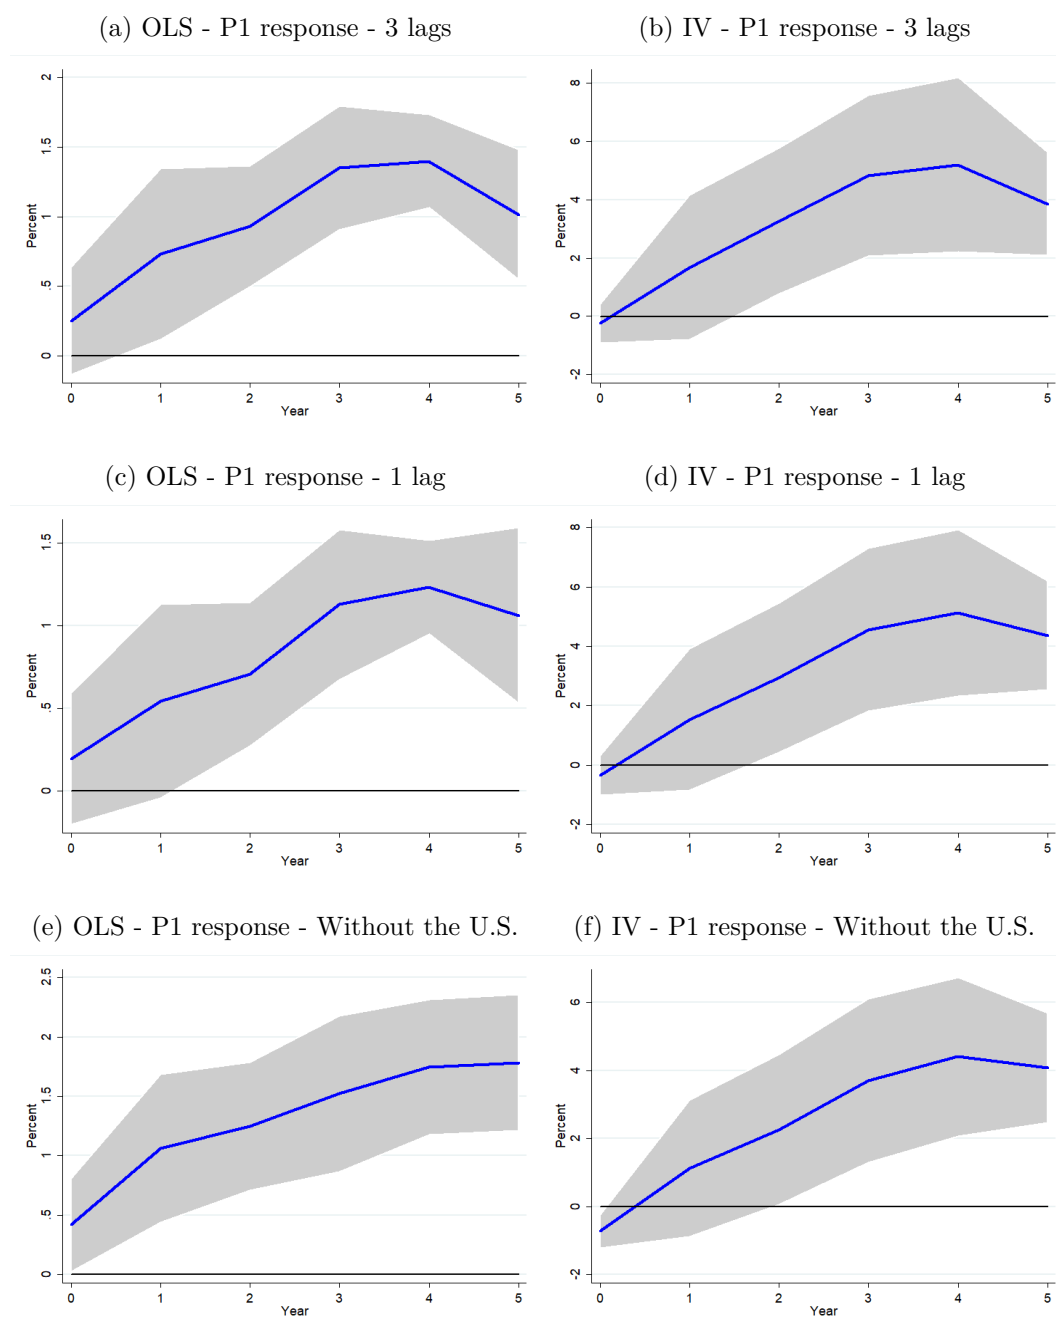 (a) OLS - P1 response - 3 lags
2
1.5
1
.5
0
Percent
0 1 2 3 4 5
Year
(b) IV - P1 response - 3 lags
8
6
4
2
0
-2
Percent
0 1 2 3 4 5
Year
(c) OLS - P1 response - 1 lag
1.5
1
.5
0
Percent
0 1 2 3 4 5
Year
(d) IV - P1 response - 1 lag
8
6
4
2
0
-2
Percent
0 1 2 3 4 5
Year
(e) OLS - P1 response - Without the U.S.
2.5
2
1.5
1
.5
0
Percent
0 1 2 3 4 5
Year
(f) IV - P1 response - Without the U.S.
6
4
2
0
-2
Percent
0 1 2 3 4 5
Year